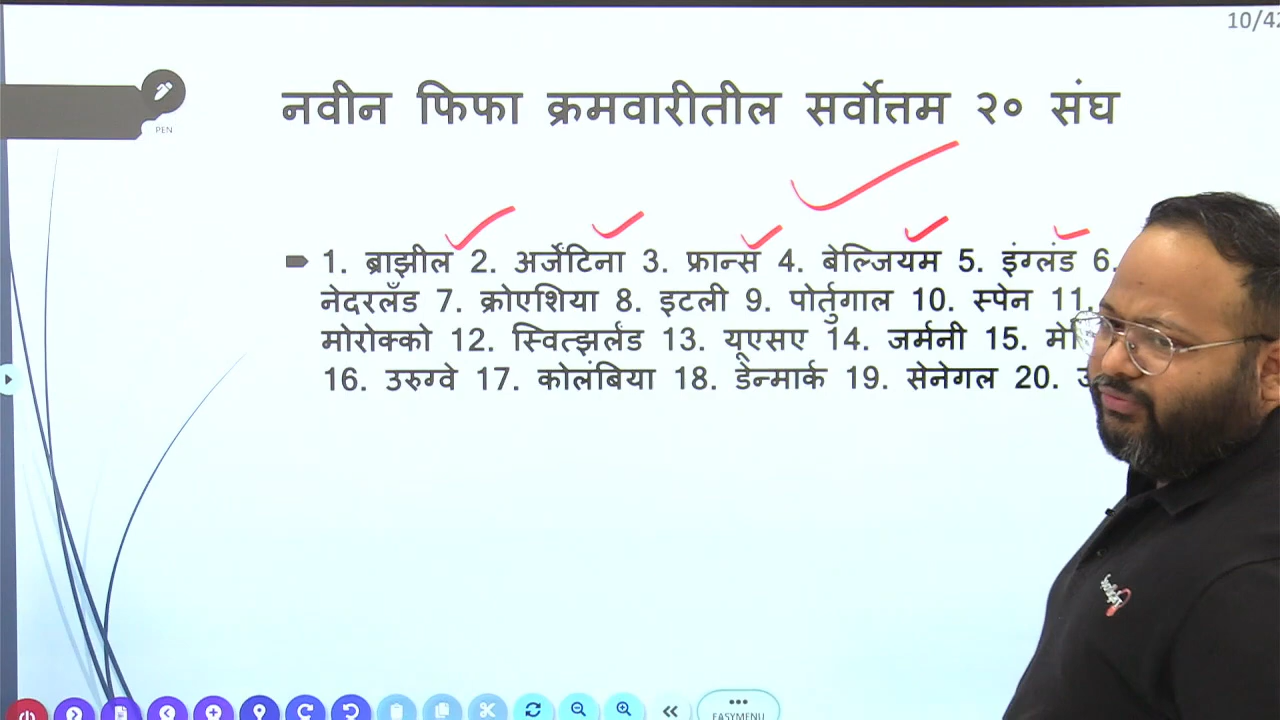 10/42
PEN
नवीन फिफा क्रमवारीतील सर्वोत्तम २० संघ
1. ब्राझील 2. अर्जेंटिना 3. फ्रान्स 4. बेल्जियम 5. इंग्लंड 6.
नेदरलँड 7. क्रोएशिया 8. इटली 9. पोर्तुगाल 10. स्पेन 11.
मोरोक्को 12. स्वित्झर्लंड 13. यूएसए 14. जर्मनी 15.
16. उरुग्वे 17. कोलंबिया 18. डेन्मार्क 19. सेनेगल 20.
EASYMENU